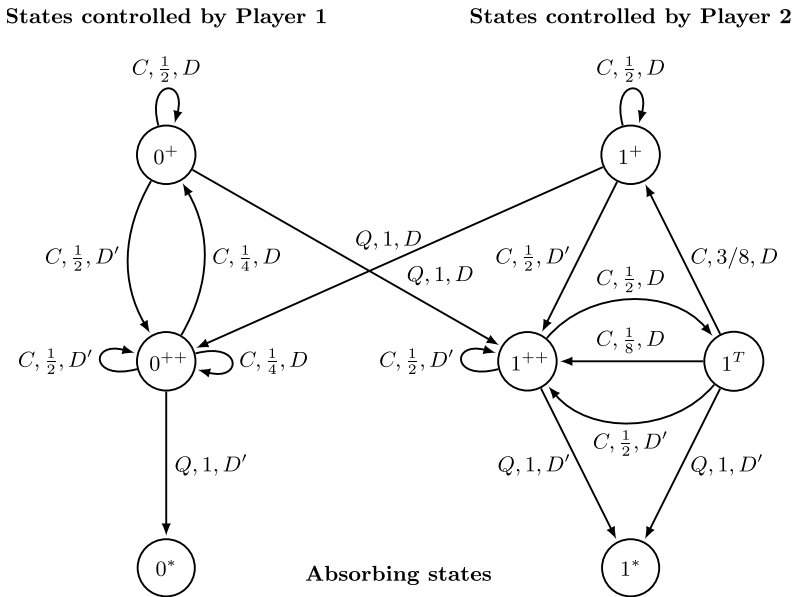 States controlled by Player 1
States controlled by Player 2
C, 1/2, D
C, 1/2, D
0⁺
1⁺
Q, 1, D
C, 1/2, D′
C, 1/4, D
C, 1/2, D′
C, 3/8, D
Q, 1, D
C, 1/2, D
C, 1/2, D′
0⁺⁺
C, 1/4, D
C, 1/2, D′
1⁺⁺
C, 1/8, D
1ᵀ
C, 1/2, D′
Q, 1, D′
Q, 1, D′
Q, 1, D′
0*
Absorbing states
1*